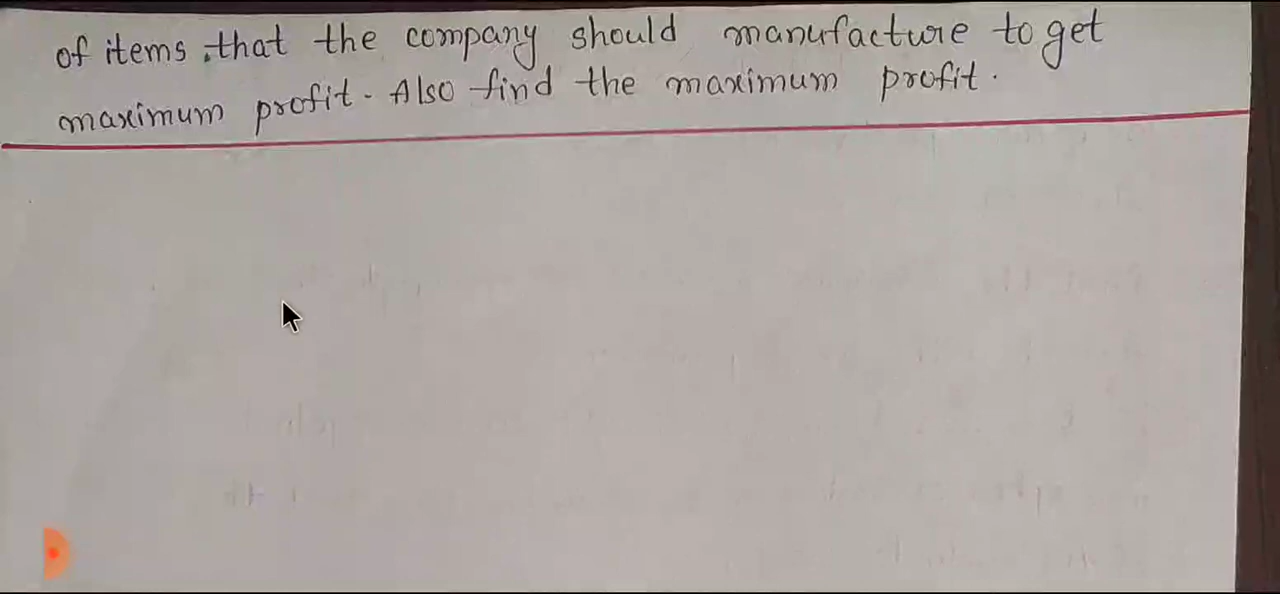 of items that the company should manufacture to get
maximum profit. Also find the maximum profit.